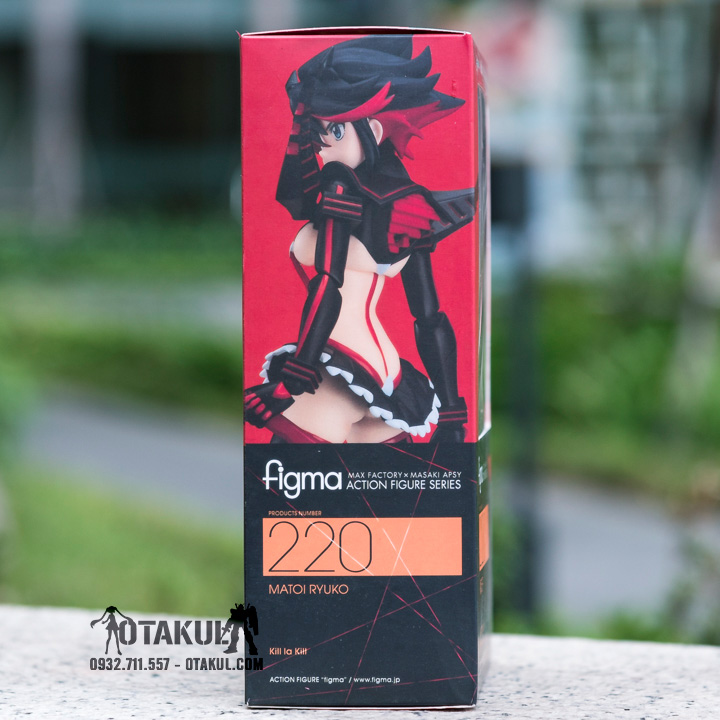 figma
MAX FACTORY × MASAKI APSY
ACTION FIGURE SERIES
PRODUCTS NUMBER
220
MATOI RYUKO
Kill la Kill
ACTION FIGURE "figma" / www.figma.jp
OTAKUL
0932.711.557 - OTAKUL.COM